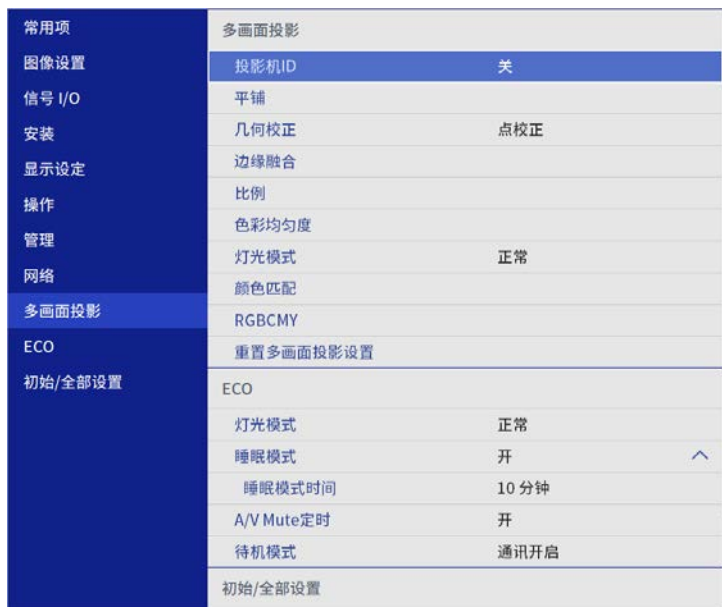 常用项
图像设置
信号 I/O
安装
显示设定
操作
管理
网络
多画面投影
ECO
初始/全部设置
多画面投影
投影机ID 关
平铺
几何校正 点校正
边缘融合
比例
色彩均匀度
灯光模式 正常
颜色匹配
RGBCMY
重置多画面投影设置
ECO
灯光模式 正常
睡眠模式 开
睡眠模式时间 10 分钟
A/V Mute定时 开
待机模式 通讯开启
初始/全部设置